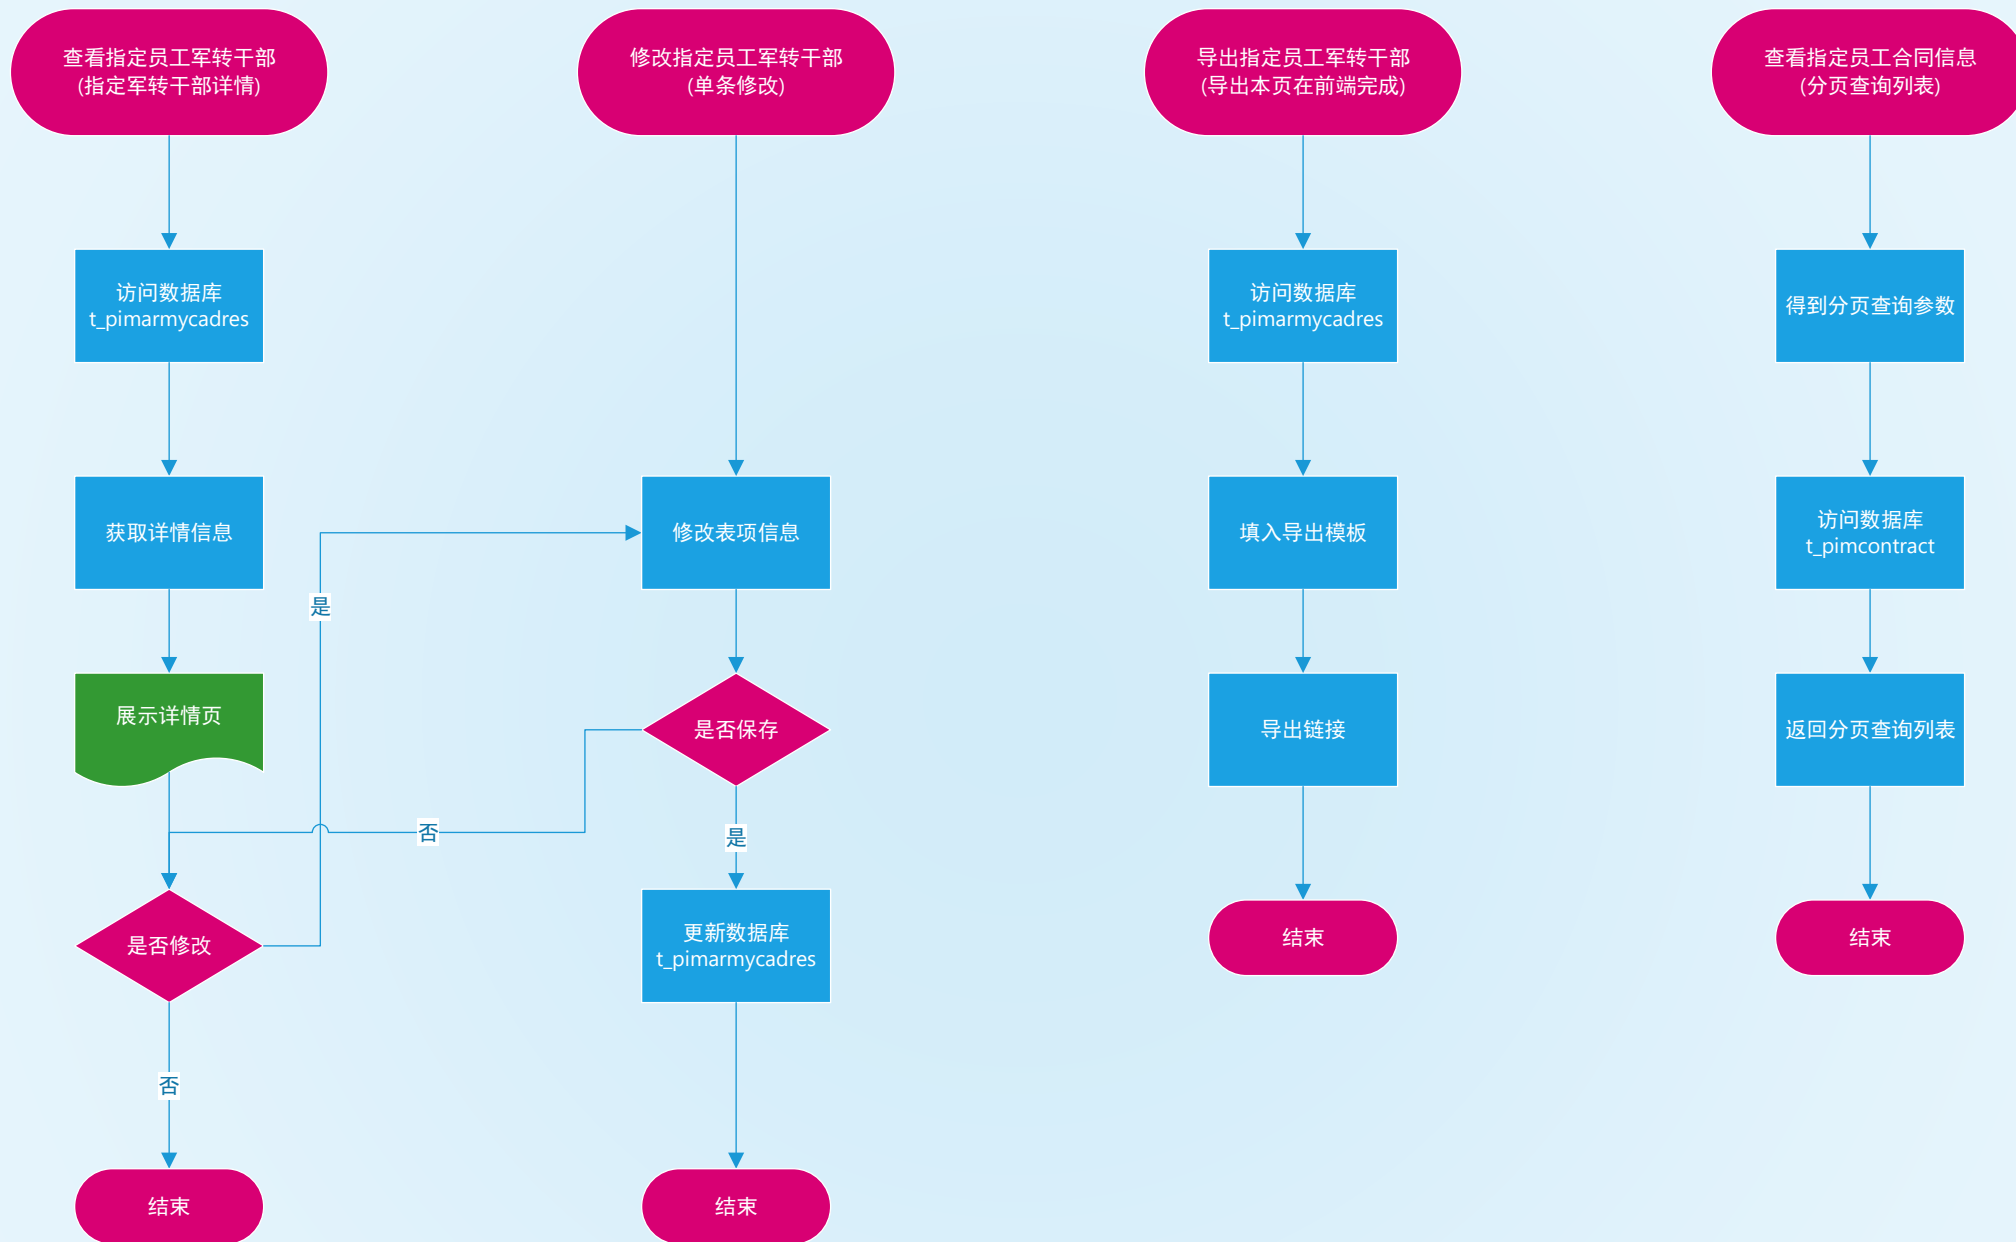 查看指定员工军转干部
(指定军转干部详情)
访问数据库
t_pimarmycadres
获取详情信息
展示详情页
是否修改
是
否
结束
修改指定员工军转干部
(单条修改)
修改表项信息
是否保存
否
是
更新数据库
t_pimarmycadres
结束
导出指定员工军转干部
(导出本页在前端完成)
访问数据库
t_pimarmycadres
填入导出模板
导出链接
结束
查看指定员工合同信息
(分页查询列表)
得到分页查询参数
访问数据库
t_pimcontract
返回分页查询列表
结束